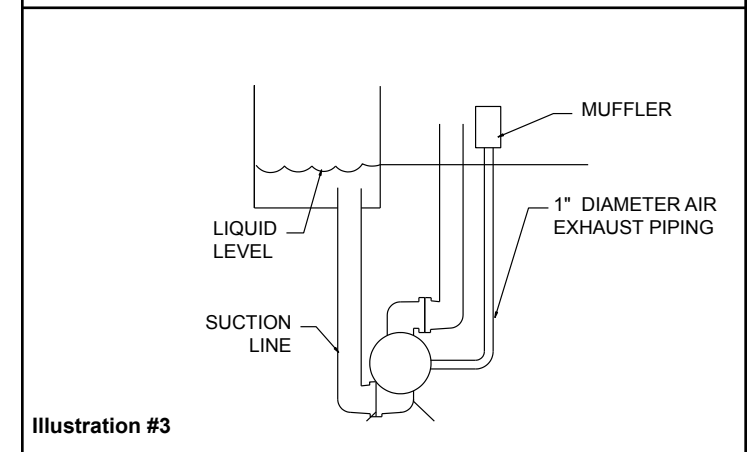 MUFFLER
1" DIAMETER AIR
EXHAUST PIPING
LIQUID
LEVEL
SUCTION
LINE
Illustration #3